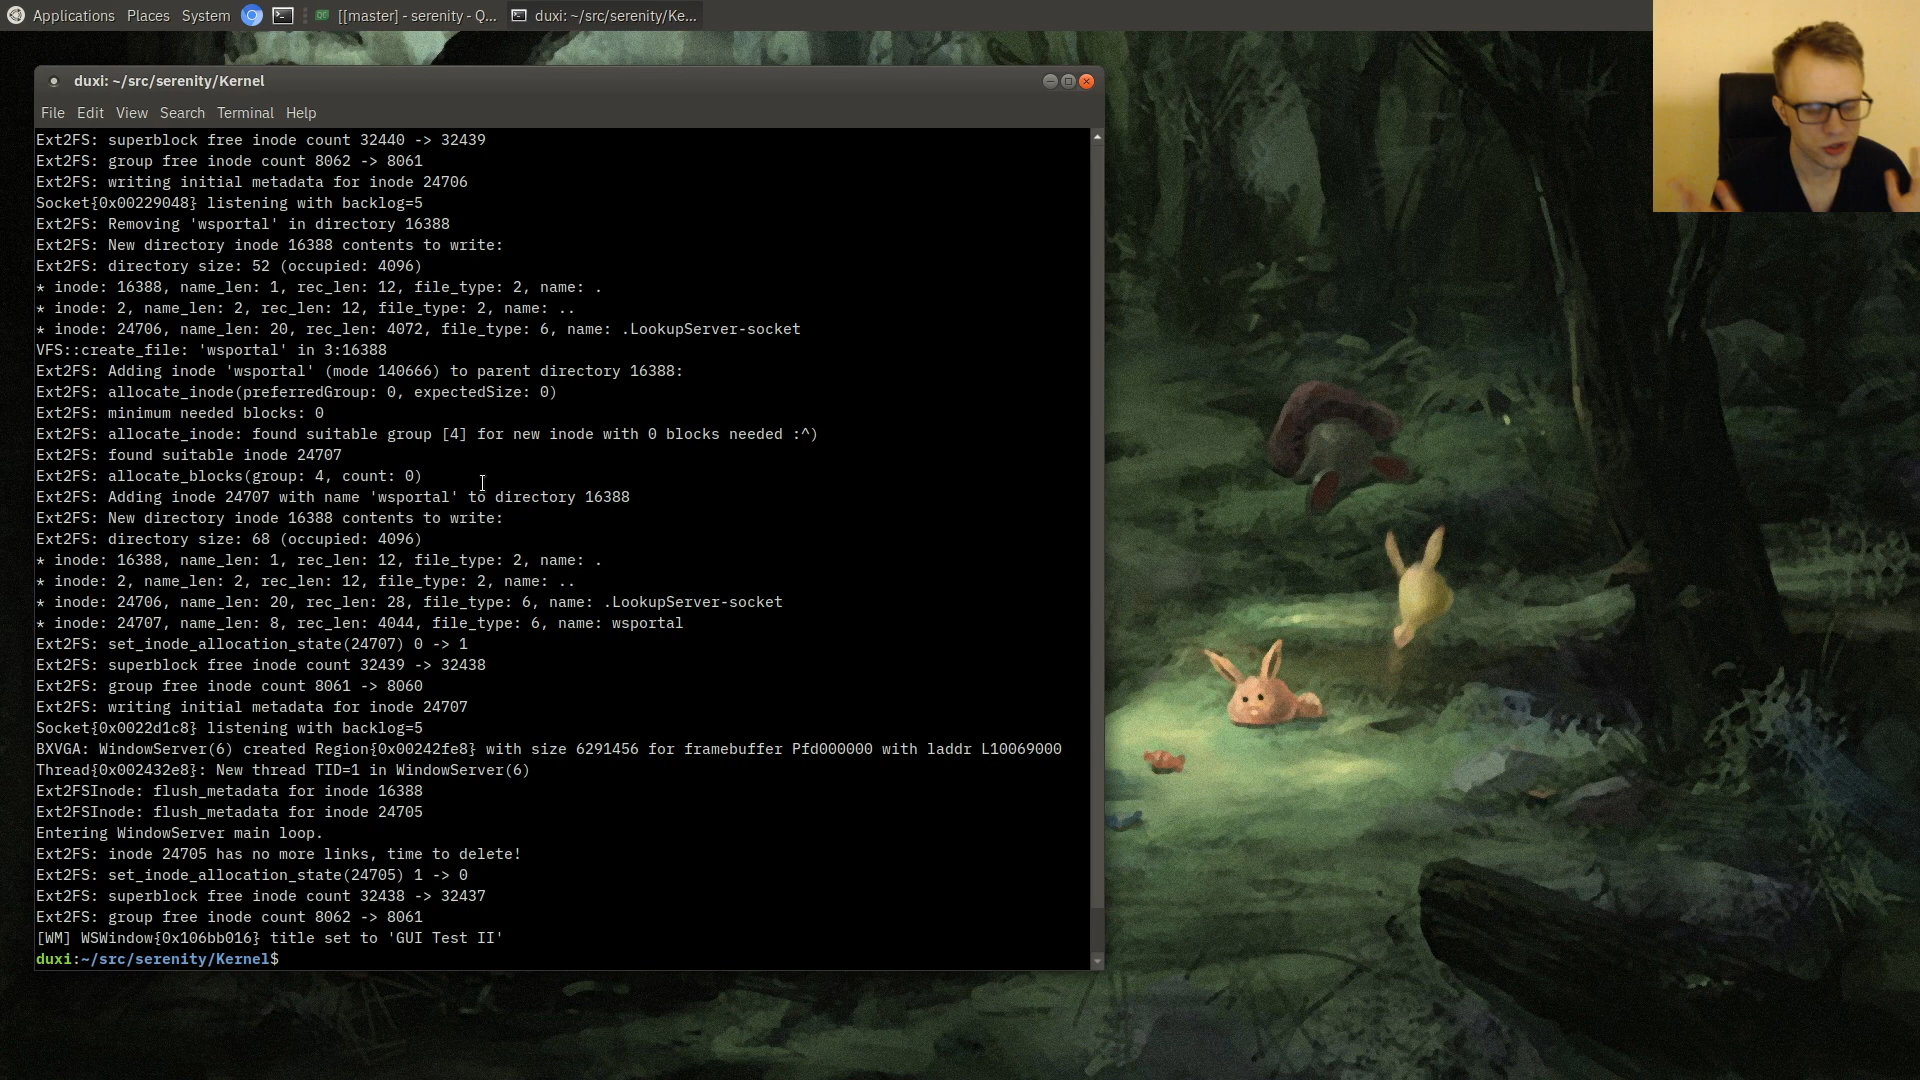 Applications Places System [[master] - serenity - Q... duxi: ~/src/serenity/Ke...
duxi: ~/src/serenity/Kernel
File Edit View Search Terminal Help
Ext2FS: superblock free inode count 32440 -> 32439
Ext2FS: group free inode count 8062 -> 8061
Ext2FS: writing initial metadata for inode 24706
Socket{0x00229048} listening with backlog=5
Ext2FS: Removing 'wsportal' in directory 16388
Ext2FS: New directory inode 16388 contents to write:
Ext2FS: directory size: 52 (occupied: 4096)
* inode: 16388, name_len: 1, rec_len: 12, file_type: 2, name: .
* inode: 2, name_len: 2, rec_len: 12, file_type: 2, name: ..
* inode: 24706, name_len: 20, rec_len: 4072, file_type: 6, name: .LookupServer-socket
VFS::create_file: 'wsportal' in 3:16388
Ext2FS: Adding inode 'wsportal' (mode 140666) to parent directory 16388:
Ext2FS: allocate_inode(preferredGroup: 0, expectedSize: 0)
Ext2FS: minimum needed blocks: 0
Ext2FS: allocate_inode: found suitable group [4] for new inode with 0 blocks needed :^)
Ext2FS: found suitable inode 24707
Ext2FS: allocate_blocks(group: 4, count: 0)
Ext2FS: Adding inode 24707 with name 'wsportal' to directory 16388
Ext2FS: New directory inode 16388 contents to write:
Ext2FS: directory size: 68 (occupied: 4096)
* inode: 16388, name_len: 1, rec_len: 12, file_type: 2, name: .
* inode: 2, name_len: 2, rec_len: 12, file_type: 2, name: ..
* inode: 24706, name_len: 20, rec_len: 28, file_type: 6, name: .LookupServer-socket
* inode: 24707, name_len: 8, rec_len: 4044, file_type: 6, name: wsportal
Ext2FS: set_inode_allocation_state(24707) 0 -> 1
Ext2FS: superblock free inode count 32439 -> 32438
Ext2FS: group free inode count 8061 -> 8060
Ext2FS: writing initial metadata for inode 24707
Socket{0x0022d1c8} listening with backlog=5
BXVGA: WindowServer(6) created Region{0x00242fe8} with size 6291456 for framebuffer Pfd000000 with laddr L10069000
Thread{0x002432e8}: New thread TID=1 in WindowServer(6)
Ext2FSInode: flush_metadata for inode 16388
Ext2FSInode: flush_metadata for inode 24705
Entering WindowServer main loop.
Ext2FS: inode 24705 has no more links, time to delete!
Ext2FS: set_inode_allocation_state(24705) 1 -> 0
Ext2FS: superblock free inode count 32438 -> 32437
Ext2FS: group free inode count 8062 -> 8061
[WM] WSWindow{0x106bb016} title set to 'GUI Test II'
duxi:~/src/serenity/Kernel$